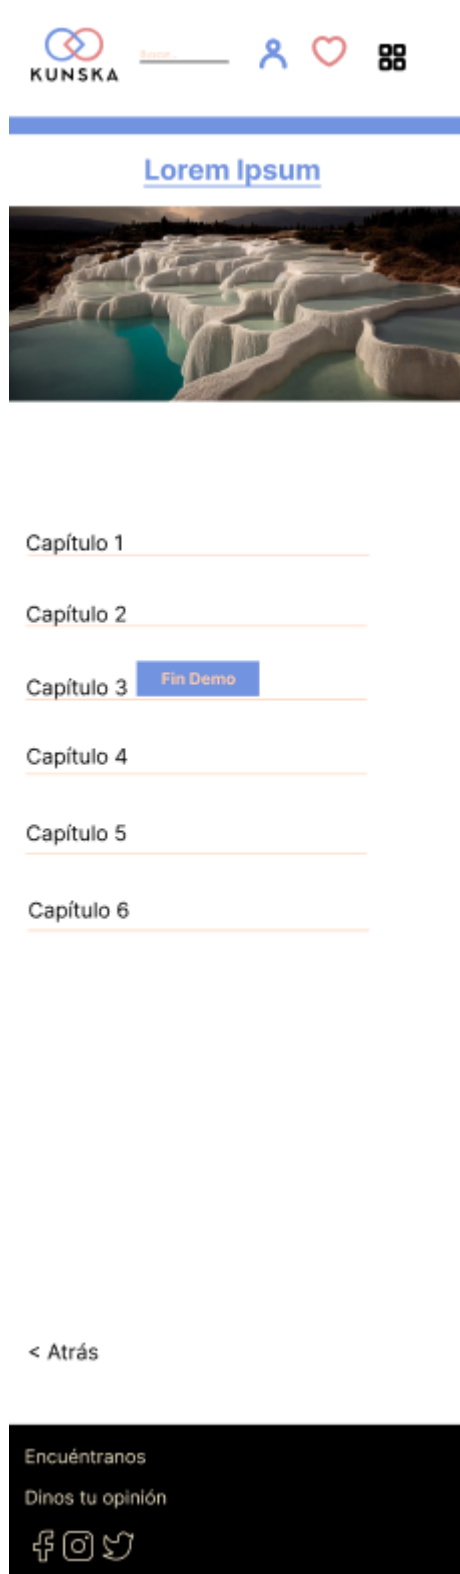 KUNSKA
Lorem Ipsum
Capítulo 1
Capítulo 2
Capítulo 3 Fin Demo
Capítulo 4
Capítulo 5
Capítulo 6
< Atrás
Encuéntranos
Dinos tu opinión